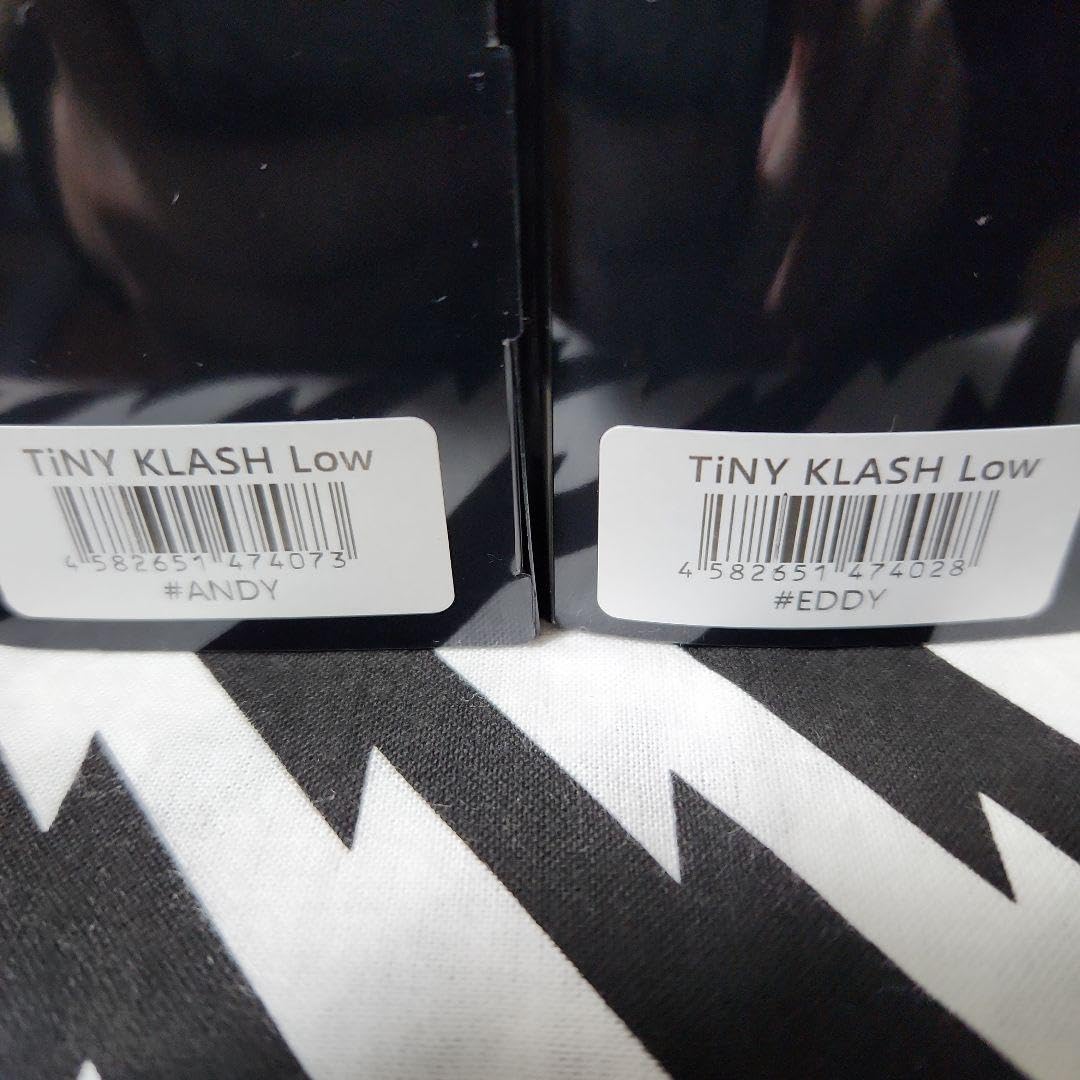 TiNY KLASH Low
4 582651 474073
#ANDY
TiNY KLASH Low
4 582651 474028
#EDDY